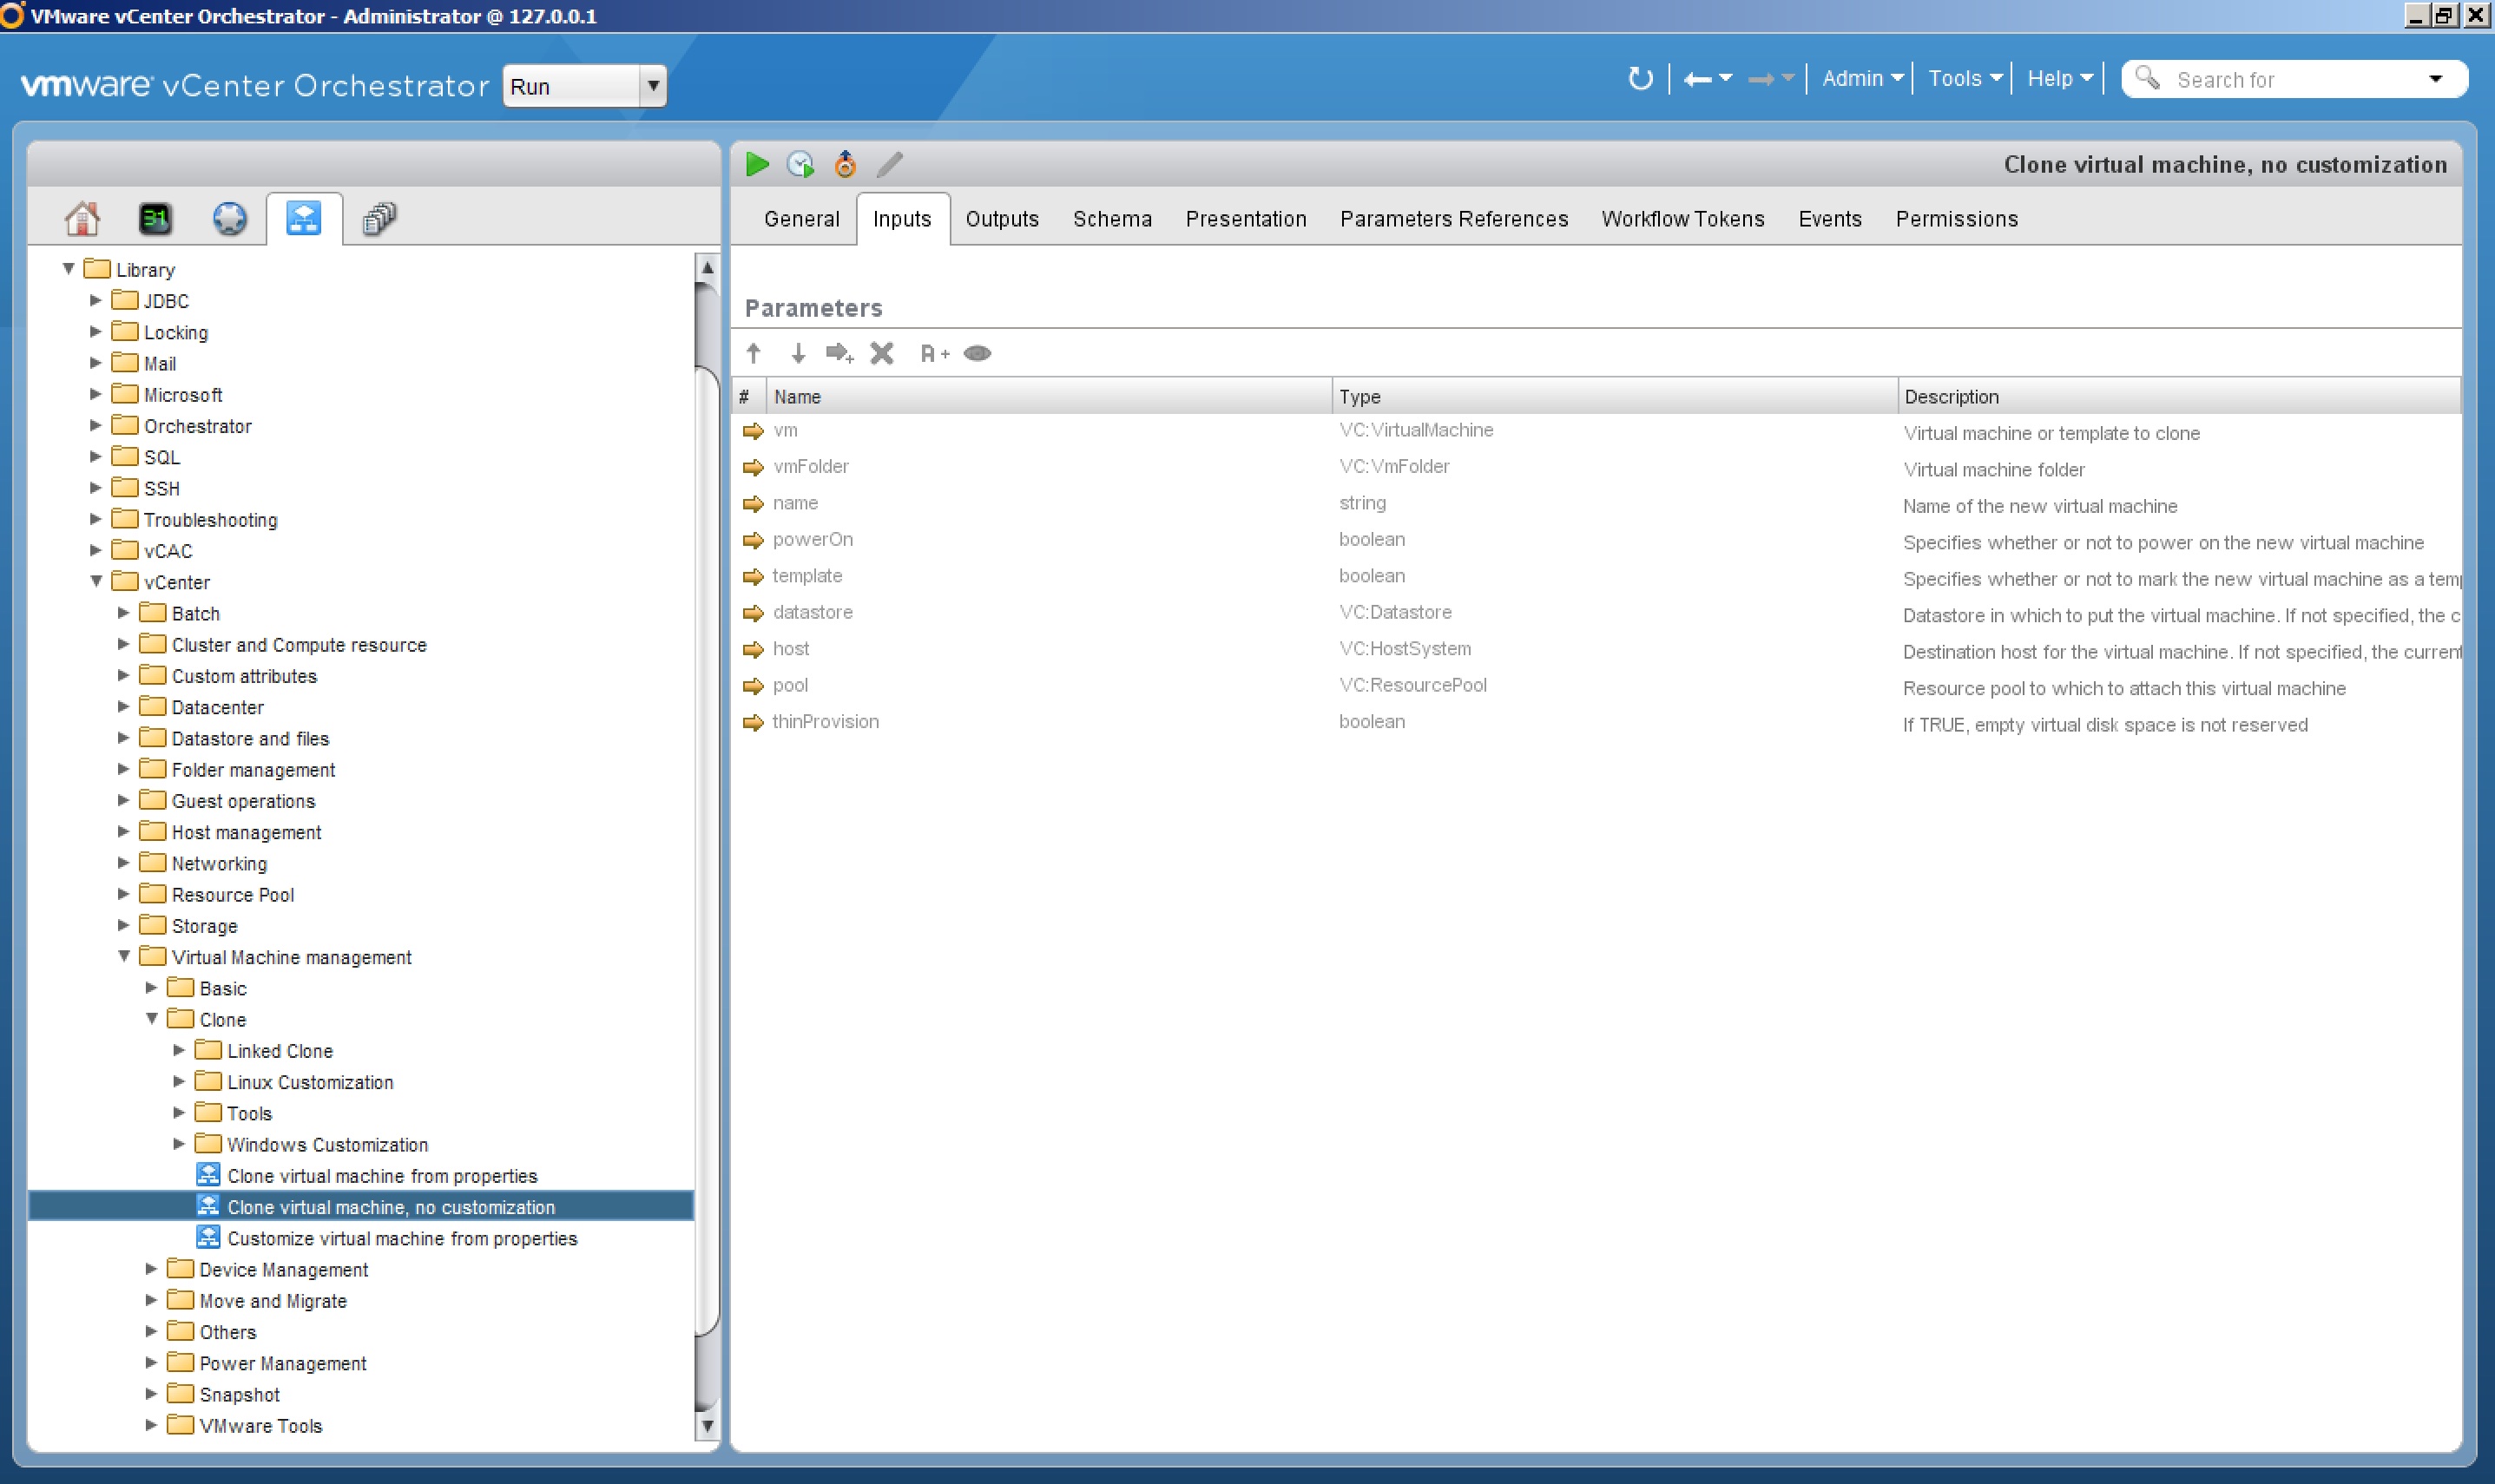 VMware vCenter Orchestrator - Administrator @ 127.0.0.1
vmware vCenter Orchestrator Run Admin Tools Help Search for
Clone virtual machine, no customization
31
General Inputs Outputs Schema Presentation Parameters References Workflow Tokens Events Permissions
Library
JDBC
Locking
Mail
Microsoft
Orchestrator
SQL
SSH
Troubleshooting
vCAC
vCenter
Batch
Cluster and Compute resource
Custom attributes
Datacenter
Datastore and files
Folder management
Guest operations
Host management
Networking
Resource Pool
Storage
Virtual Machine management
Basic
Clone
Linked Clone
Linux Customization
Tools
Windows Customization
Clone virtual machine from properties
Clone virtual machine, no customization
Customize virtual machine from properties
Device Management
Move and Migrate
Others
Power Management
Snapshot
VMware Tools
Parameters
A+
# Name Type Description
vm VC:VirtualMachine Virtual machine or template to clone
vmFolder VC:VmFolder Virtual machine folder
name string Name of the new virtual machine
powerOn boolean Specifies whether or not to power on the new virtual machine
template boolean Specifies whether or not to mark the new virtual machine as a temp
datastore VC:Datastore Datastore in which to put the virtual machine. If not specified, the c
host VC:HostSystem Destination host for the virtual machine. If not specified, the current
pool VC:ResourcePool Resource pool to which to attach this virtual machine
thinProvision boolean If TRUE, empty virtual disk space is not reserved